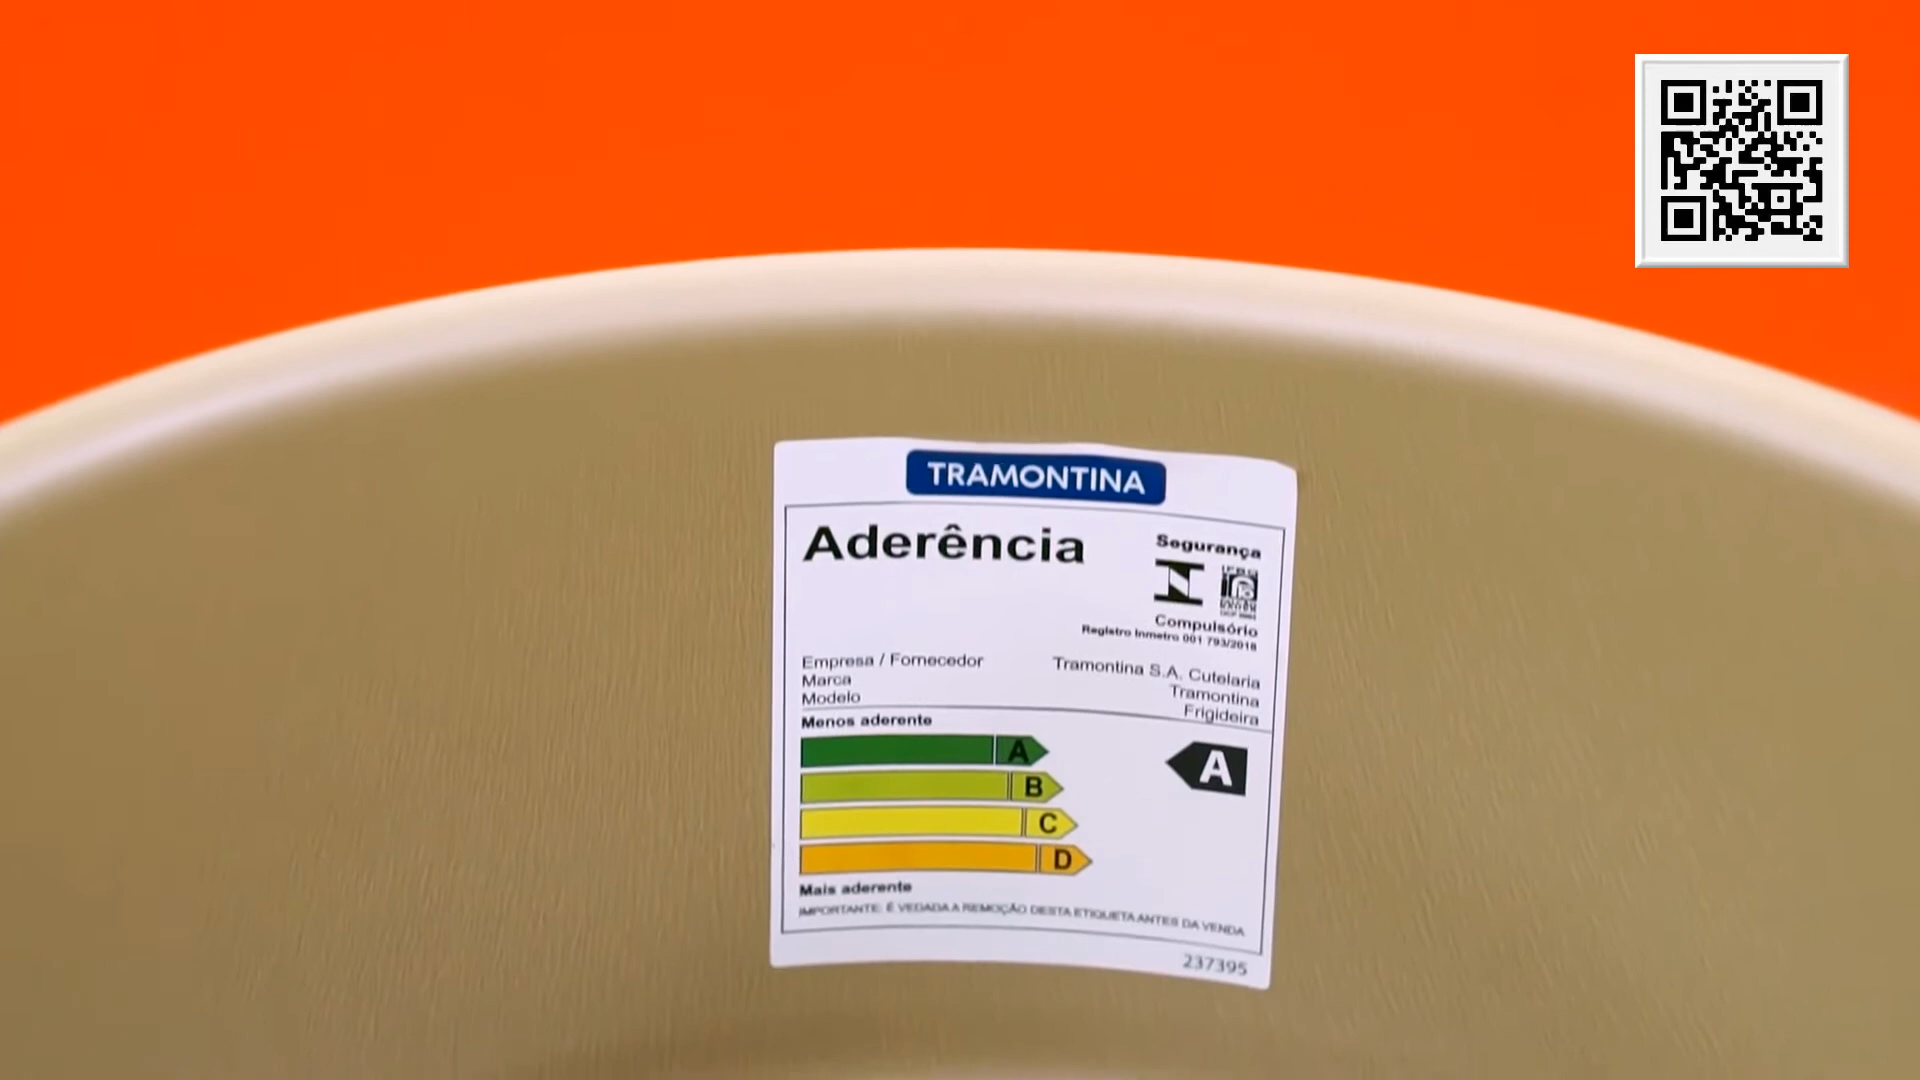 TRAMONTINA
Aderência
Segurança
Compulsório
Registro Inmetro 001 793/2018
Empresa / Fornecedor Tramontina S.A. Cutelaria
Marca Tramontina
Modelo Frigideira
Menos aderente
A A
B
C
D
Mais aderente
IMPORTANTE: É VEDADA A REMOÇÃO DESTA ETIQUETA ANTES DA VENDA
237395